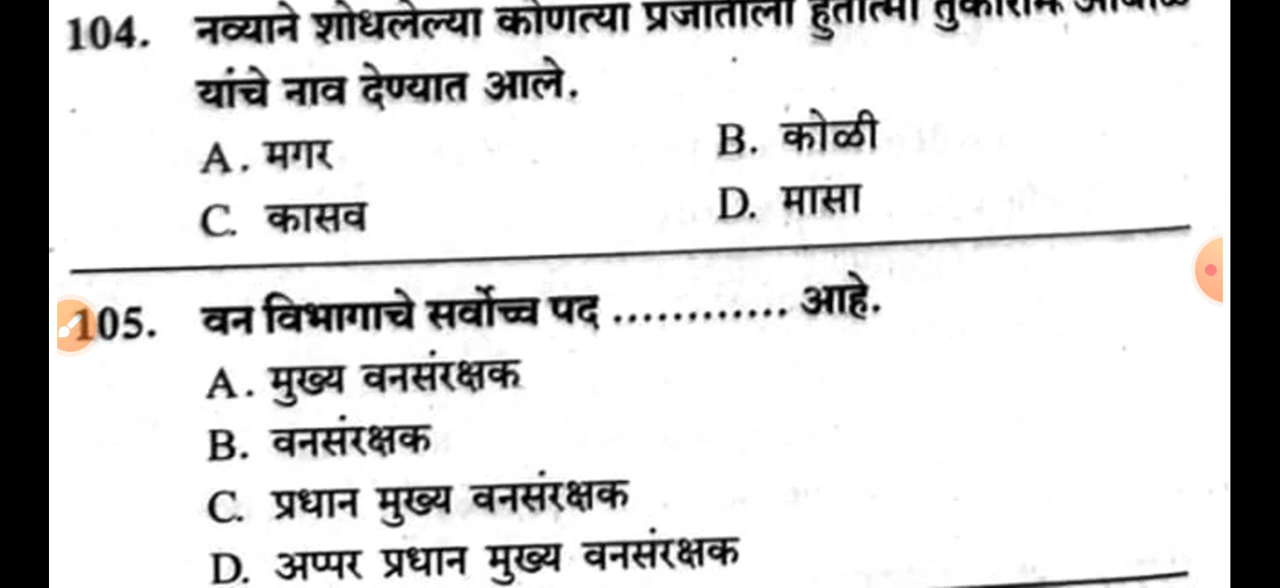 104. नव्याने शोधलेल्या कोणत्या प्रजातीला हुतात्मा तुकाराम
यांचे नाव देण्यात आले.
A. मगर B. कोळी
C. कासव D. मासा
105. वन विभागाचे सर्वोच्च पद ............ आहे.
A. मुख्य वनसंरक्षक
B. वनसंरक्षक
C. प्रधान मुख्य वनसंरक्षक
D. अप्पर प्रधान मुख्य वनसंरक्षक